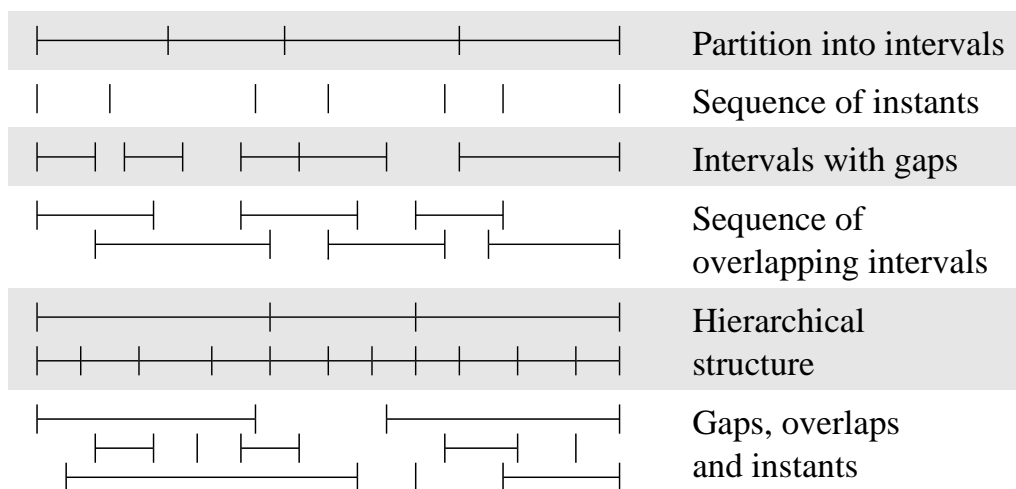 Partition into intervals
Sequence of instants
Intervals with gaps
Sequence of
overlapping intervals
Hierarchical
structure
Gaps, overlaps
and instants